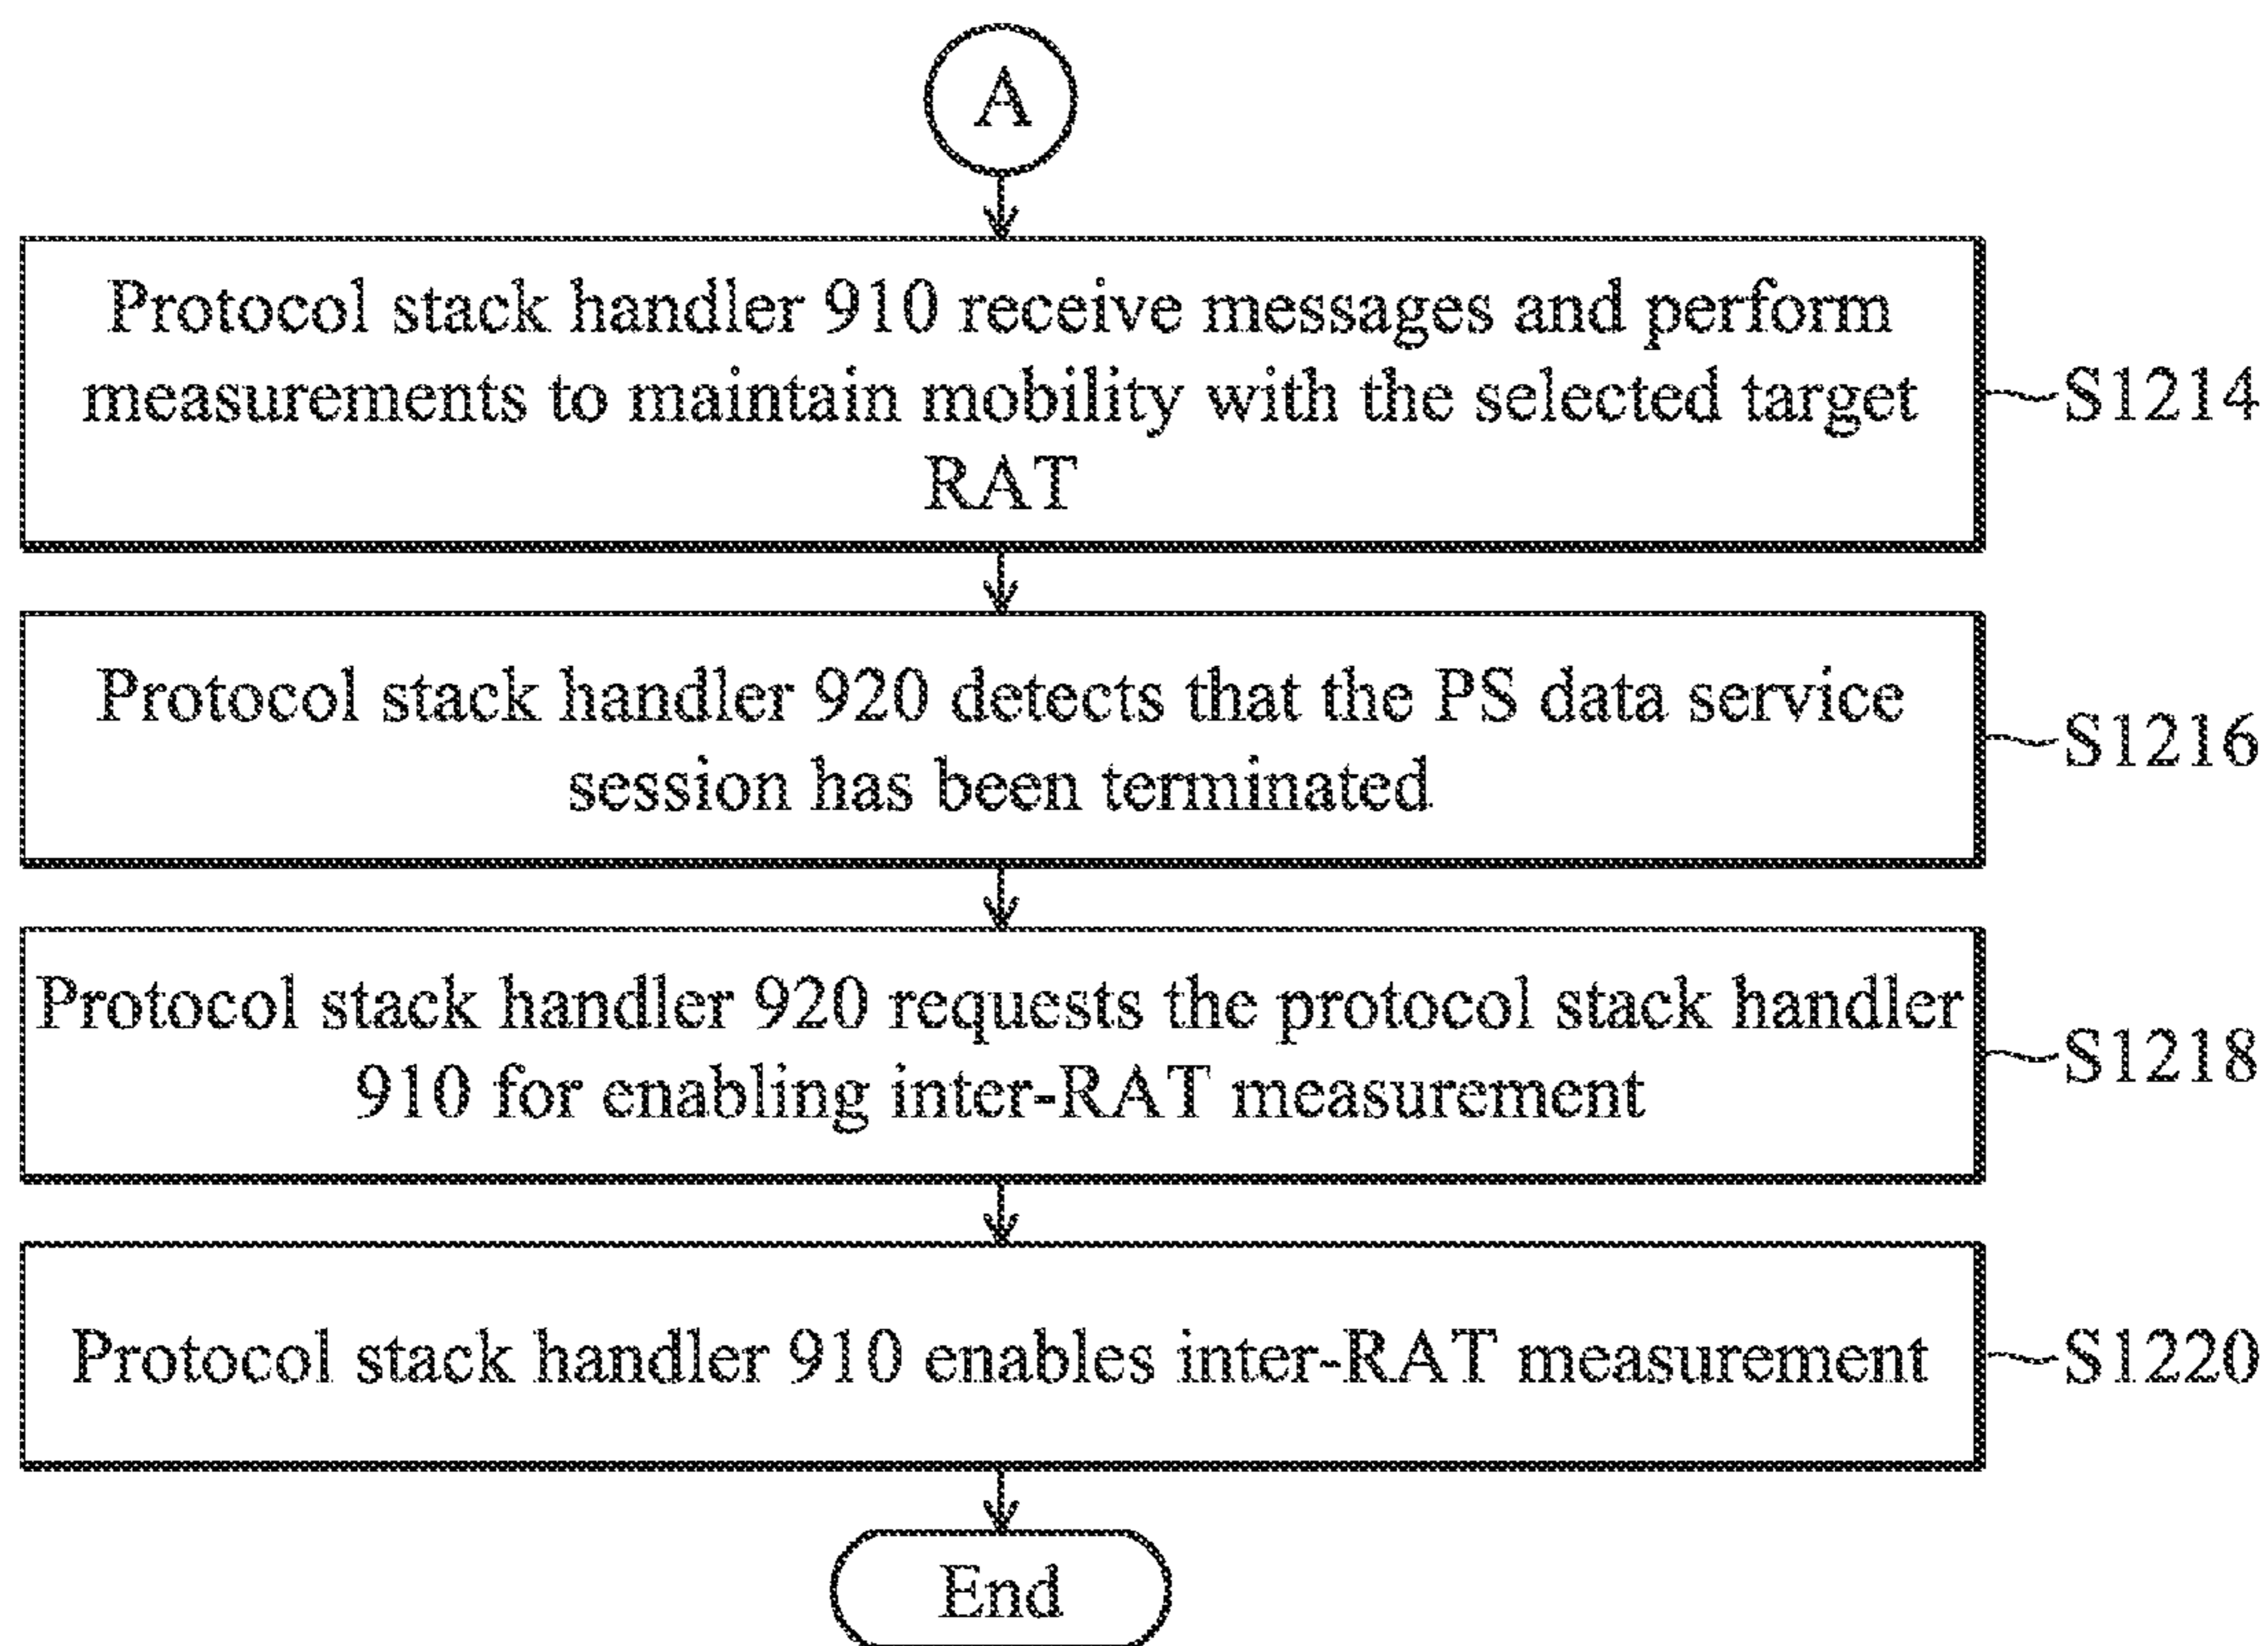 A
Protocol stack handler 910 receive messages and perform
measurements to maintain mobility with the selected target
RAT
S1214
Protocol stack handler 920 detects that the PS data service
session has been terminated
S1216
Protocol stack handler 920 requests the protocol stack handler
910 for enabling inter-RAT measurement
S1218
Protocol stack handler 910 enables inter-RAT measurement
S1220
End